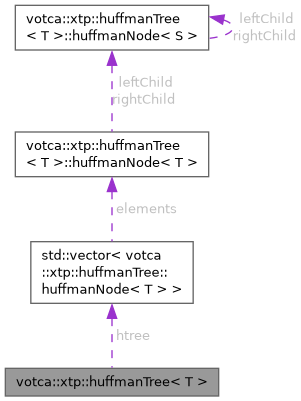 votca::xtp::huffmanTree
< T >::huffmanNode< S >
leftChild
rightChild
leftChild
rightChild
votca::xtp::huffmanTree
< T >::huffmanNode< T >
elements
std::vector< votca
::xtp::huffmanTree::
huffmanNode< T > >
htree
votca::xtp::huffmanTree< T >